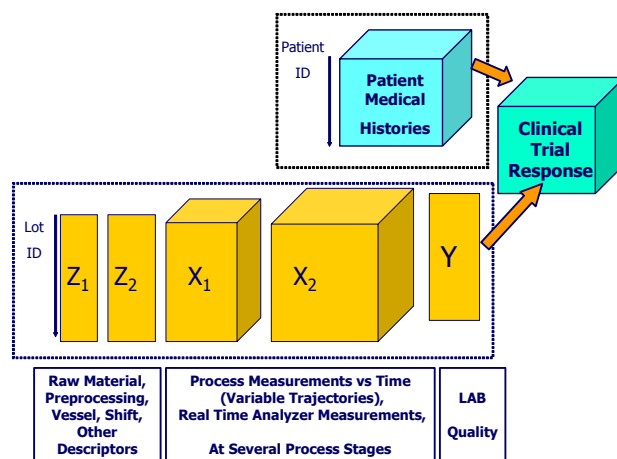 Patient
ID
Patient
Medical
Histories
Clinical
Trial
Response
Lot
ID
Z1
Z2
X1
X2
Y
Raw Material,
Preprocessing,
Vessel, Shift,
Other
Descriptors
Process Measurements vs Time
(Variable Trajectories),
Real Time Analyzer Measurements,
At Several Process Stages
LAB
Quality